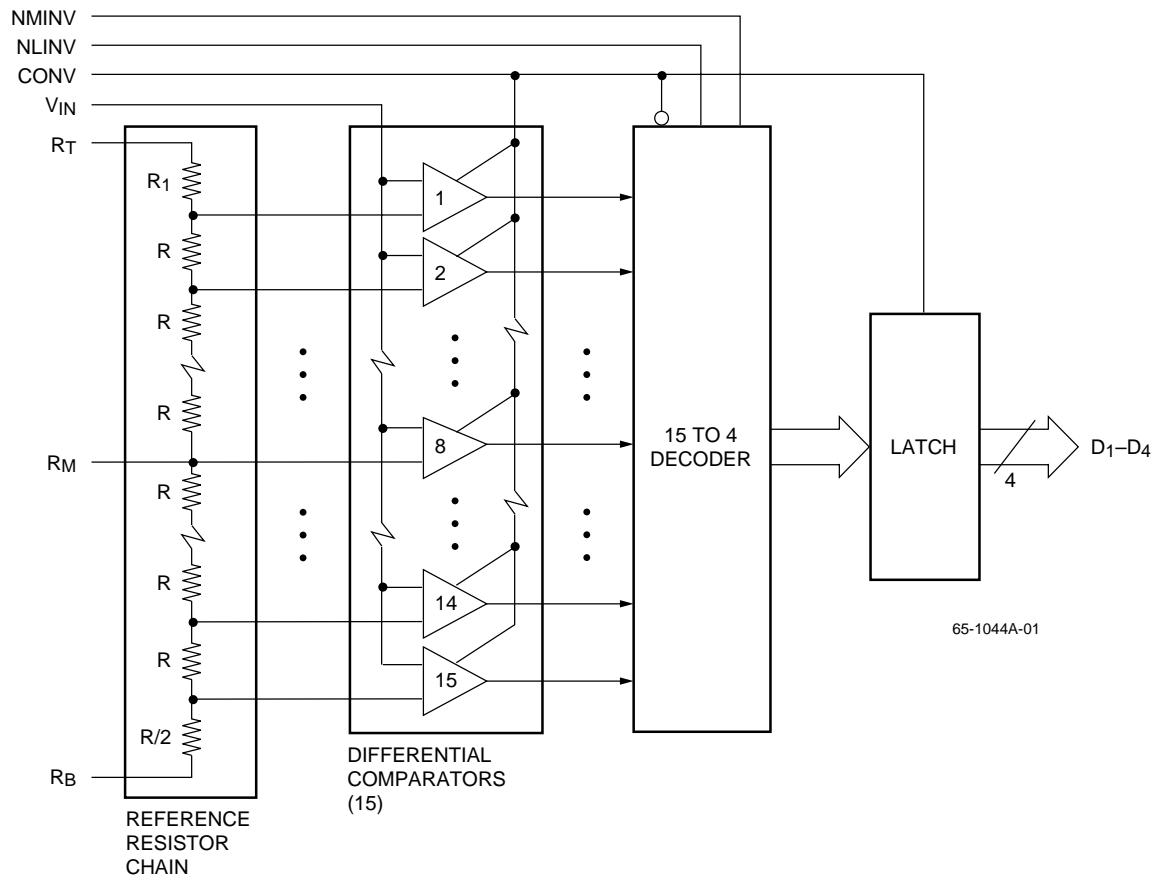 NMINV
NLINV
CONV
VIN
RT
R1
R
R
R
RM
R
R
R
R/2
RB
REFERENCE
RESISTOR
CHAIN
1
2
8
14
15
DIFFERENTIAL
COMPARATORS
(15)
15 TO 4
DECODER
LATCH
4
D1–D4
65-1044A-01